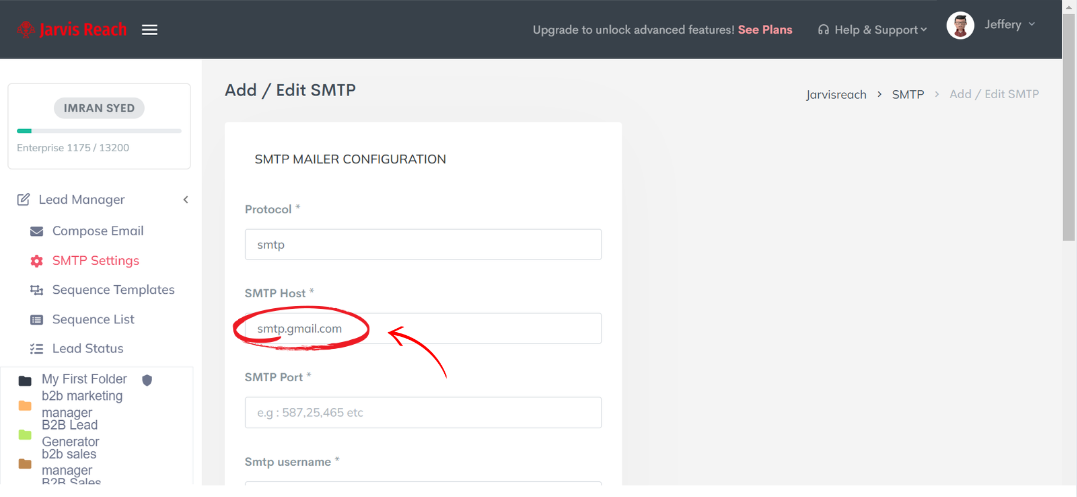 Jarvis Reach
Upgrade to unlock advanced features! See Plans
Help & Support
Jeffery
IMRAN SYED
Enterprise 1175 / 13200
Lead Manager
Compose Email
SMTP Settings
Sequence Templates
Sequence List
Lead Status
My First Folder
b2b marketing
manager
B2B Lead
Generator
b2b sales
manager
B2B Sales
Add / Edit SMTP
Jarvisreach > SMTP > Add / Edit SMTP
SMTP MAILER CONFIGURATION
Protocol *
smtp
SMTP Host *
smtp.gmail.com
SMTP Port *
e.g : 587,25,465 etc
Smtp username *